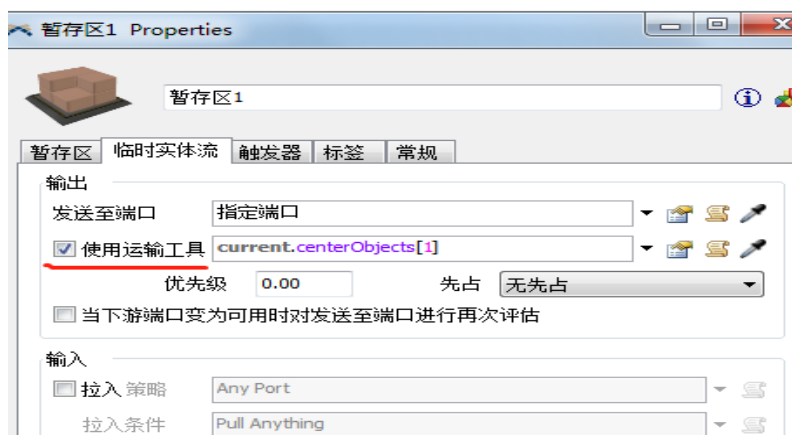 暂存区1 Properties
暂存区1
暂存区 临时实体流 触发器 标签 常规
输出
发送至端口 指定端口
使用运输工具 current.centerObjects[1]
优先级 0.00 先占 无先占
当下游端口变为可用时对发送至端口进行再次评估
输入
拉入策略 Any Port
拉入条件 Pull Anything